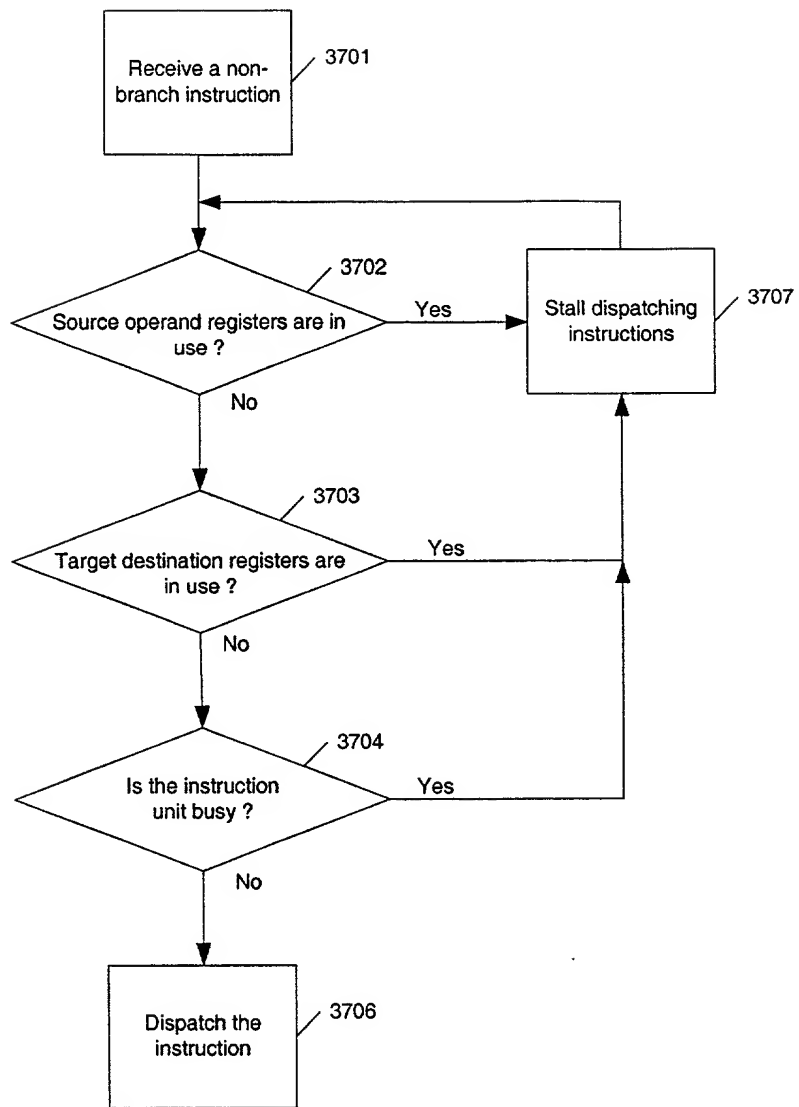 Receive a non-
branch instruction
3701
3702
Source operand registers are in
use ?
Yes
Stall dispatching
instructions
3707
No
3703
Target destination registers are
in use ?
Yes
No
3704
Is the instruction
unit busy ?
Yes
No
Dispatch the
instruction
3706